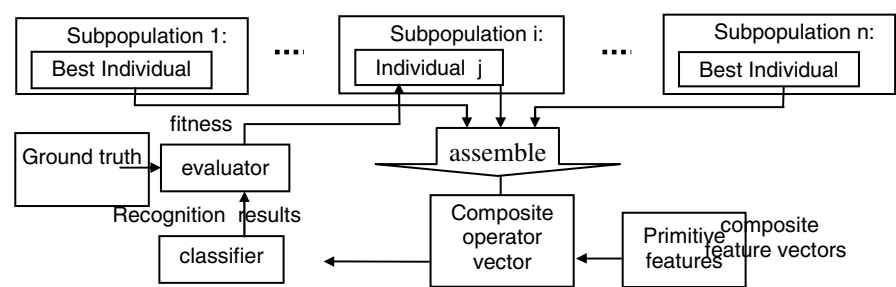 Subpopulation 1:
Best Individual
Subpopulation i:
Individual j
Subpopulation n:
Best Individual
fitness
Ground truth
evaluator
assemble
Recognition results
classifier
Composite
operator
vector
Primitive
features
composite
feature vectors